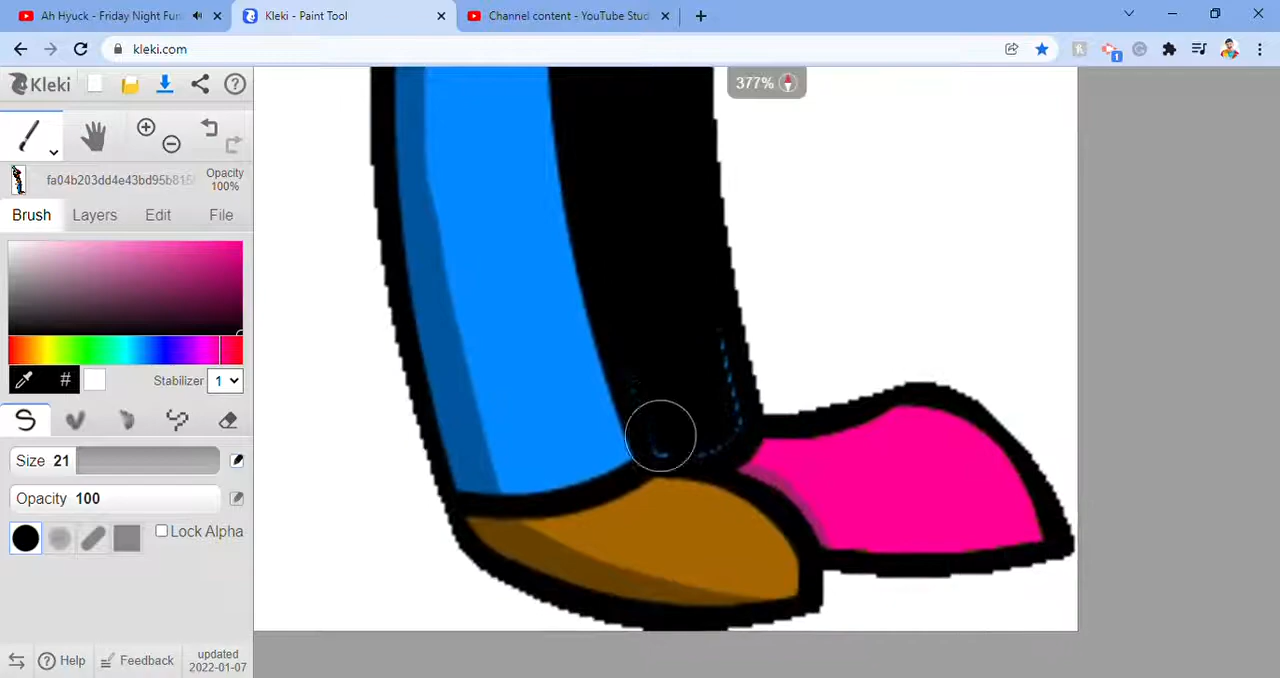 Ah Hyuck - Friday Night Fun
Kleki - Paint Tool
Channel content - YouTube Stud
kleki.com
1
Kleki
377%
fa04b203dd4e43bd95b815
Opacity
100%
Brush
Layers
Edit
File
#
Stabilizer
1
Size 21
Opacity 100
Lock Alpha
Help
Feedback
updated
2022-01-07